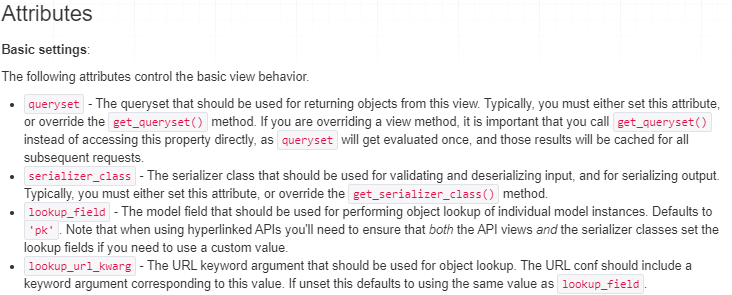 Attributes
Basic settings:
The following attributes control the basic view behavior.
• queryset - The queryset that should be used for returning objects from this view. Typically, you must either set this attribute,
or override the get_queryset() method. If you are overriding a view method, it is important that you call get_queryset()
instead of accessing this property directly, as queryset will get evaluated once, and those results will be cached for all
subsequent requests.
• serializer_class - The serializer class that should be used for validating and deserializing input, and for serializing output.
Typically, you must either set this attribute, or override the get_serializer_class() method.
• lookup_field - The model field that should be used for performing object lookup of individual model instances. Defaults to
'pk'. Note that when using hyperlinked APIs you'll need to ensure that both the API views and the serializer classes set the
lookup fields if you need to use a custom value.
• lookup_url_kwarg - The URL keyword argument that should be used for object lookup. The URL conf should include a
keyword argument corresponding to this value. If unset this defaults to using the same value as lookup_field.